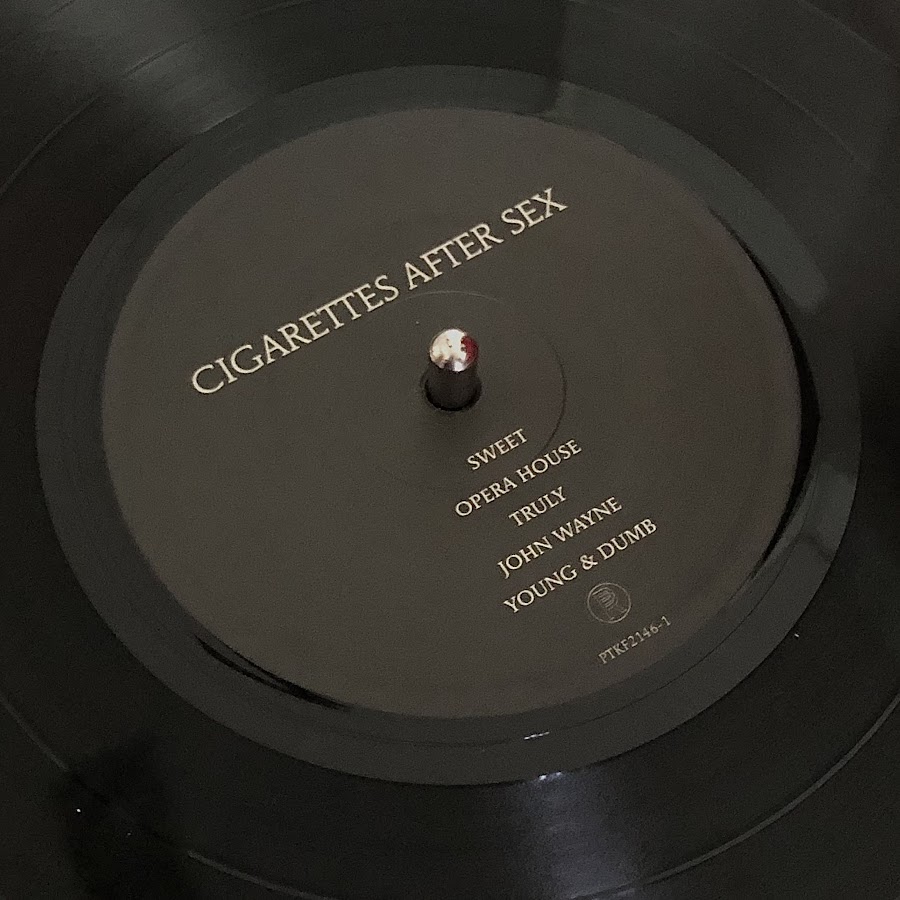 CIGARETTES AFTER SEX
SWEET
OPERA HOUSE
TRULY
JOHN WAYNE
YOUNG & DUMB
PTKF2146-1